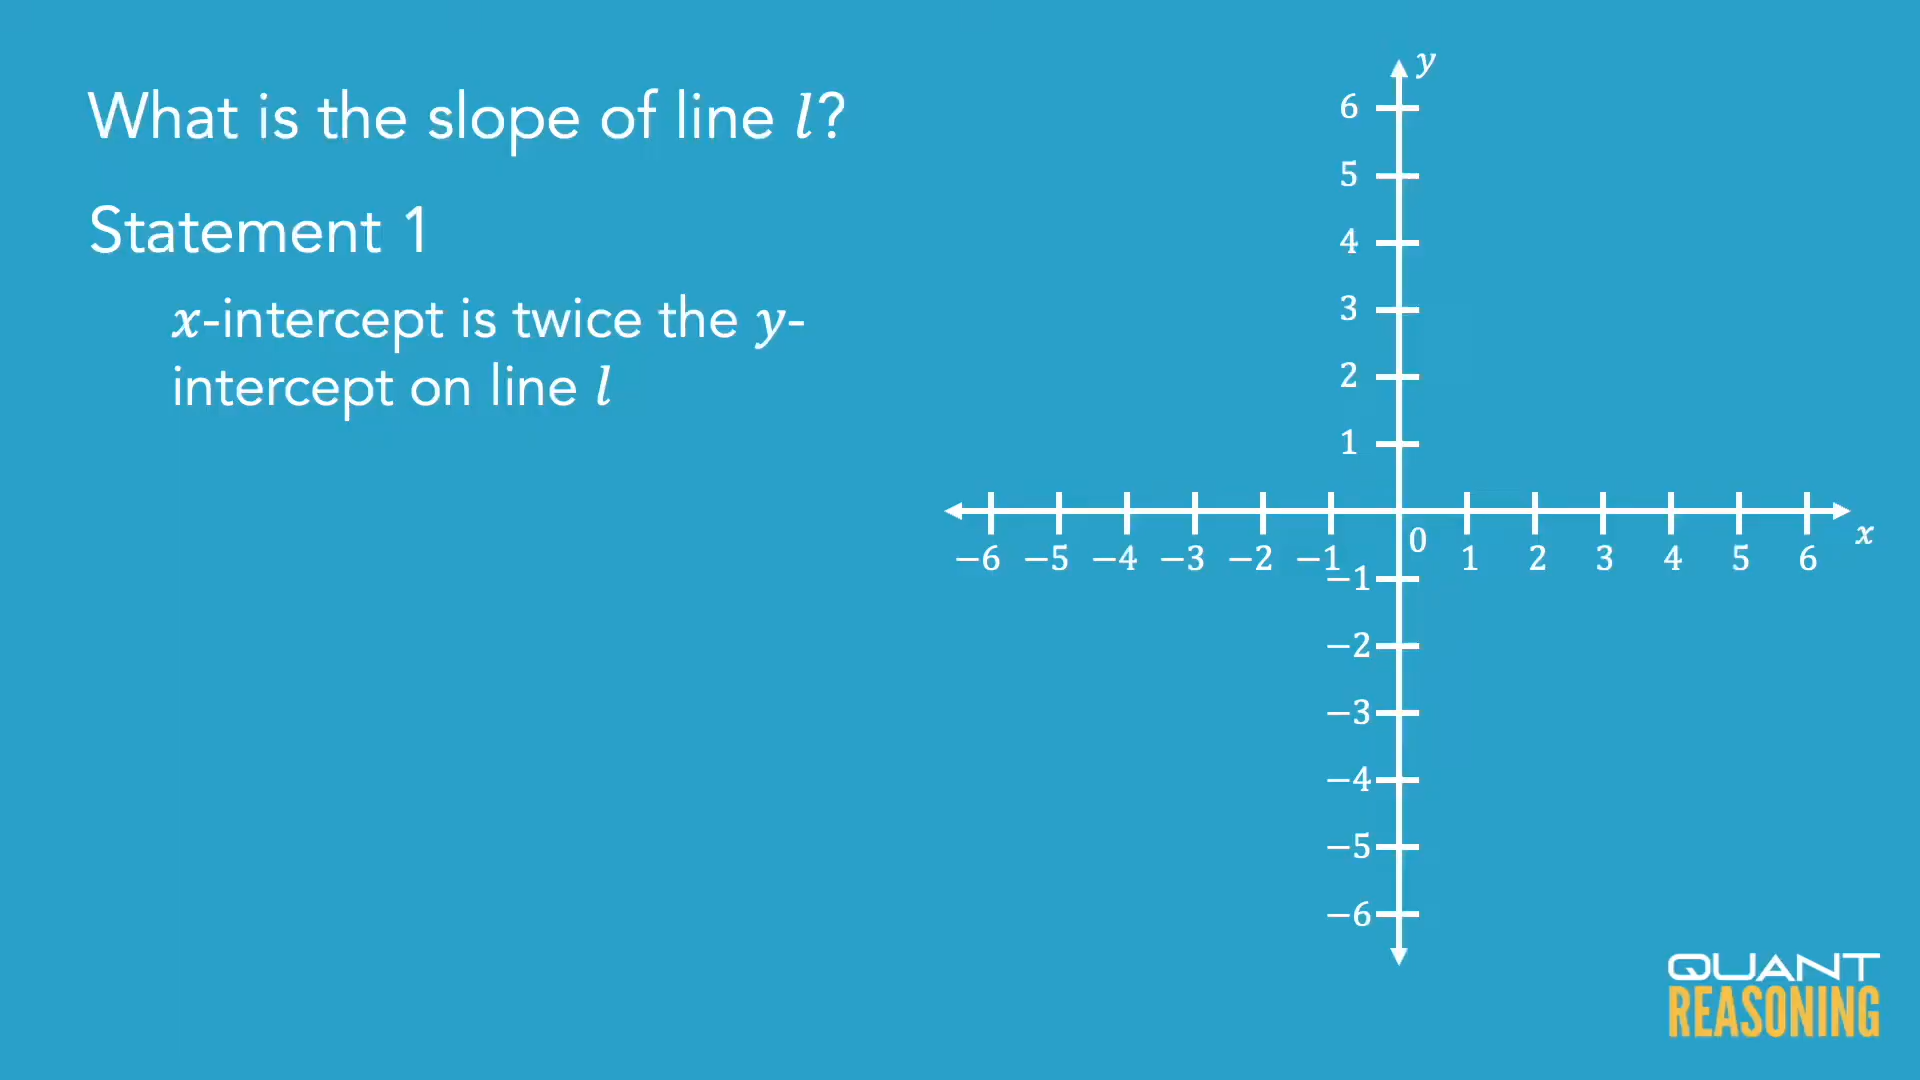 What is the slope of line l?
Statement 1
x-intercept is twice the y-
intercept on line l
y
6
5
4
3
2
1
−6 −5 −4 −3 −2 −1 0 1 2 3 4 5 6 x
−1
−2
−3
−4
−5
−6
QUANT
REASONING